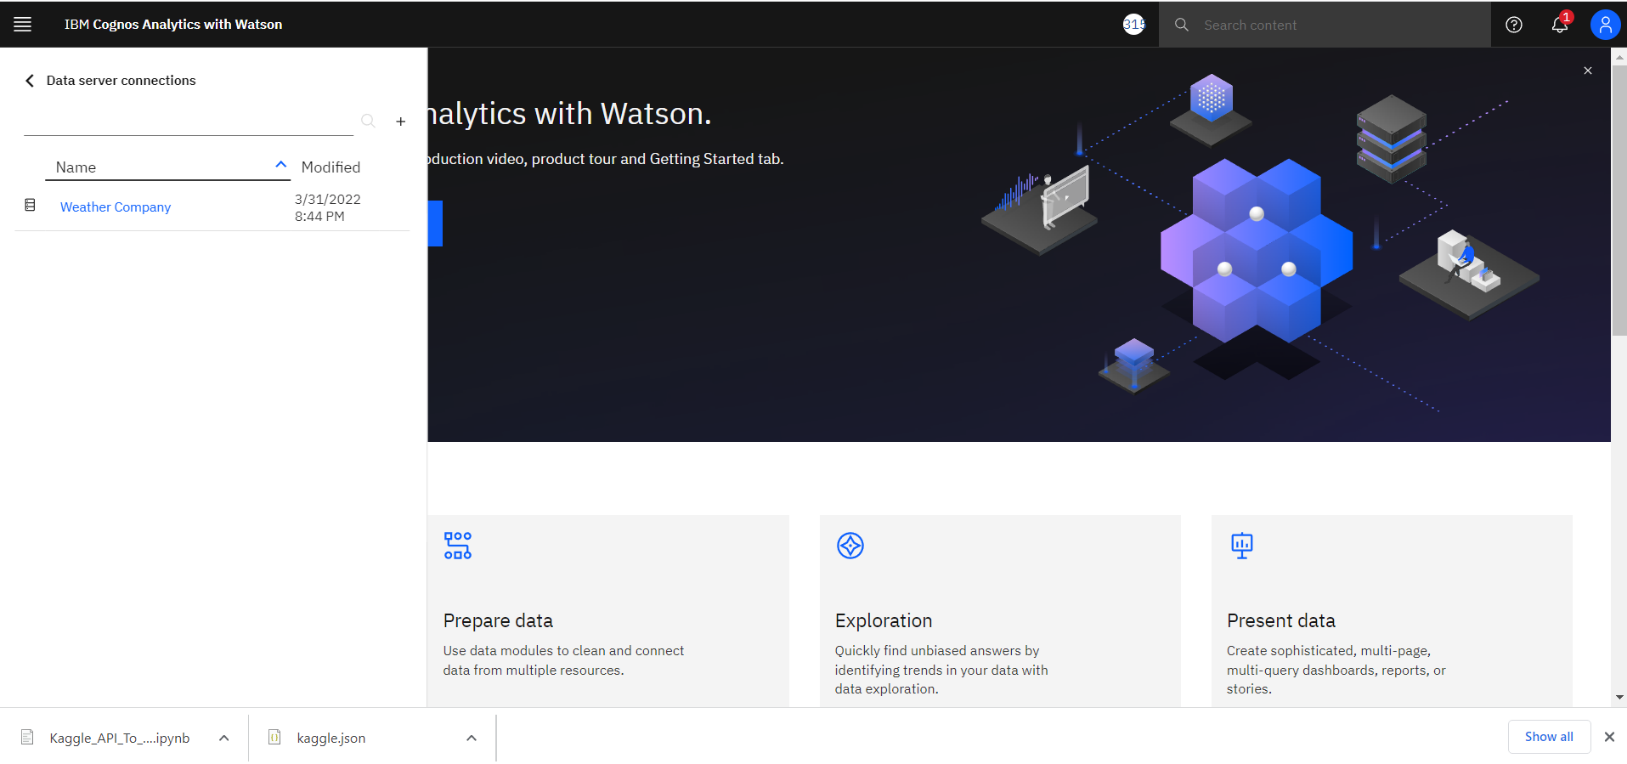 IBM Cognos Analytics with Watson
315
Search content
1
Data server connections
Name
Modified
Weather Company
3/31/2022
8:44 PM
nalytics with Watson.
oduction video, product tour and Getting Started tab.
Prepare data
Use data modules to clean and connect
data from multiple resources.
Exploration
Quickly find unbiased answers by
identifying trends in your data with
data exploration.
Present data
Create sophisticated, multi-page,
multi-query dashboards, reports, or
stories.
Kaggle_API_To_....ipynb
kaggle.json
Show all